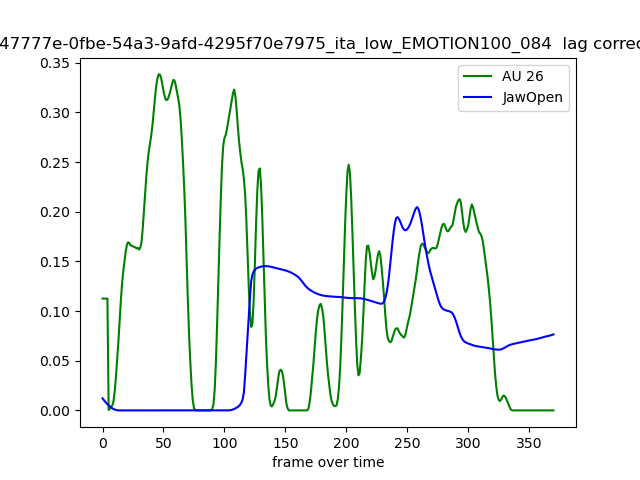 47777e-0fbe-54a3-9afd-4295f70e7975_ita_low_EMOTION100_084 lag correc
0.35
0.30
0.25
0.20
0.15
0.10
0.05
0.00
AU 26
JawOpen
0 50 100 150 200 250 300 350
frame over time